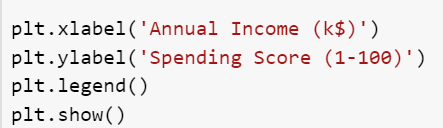 plt.xlabel('Annual Income (k$)')
plt.ylabel('Spending Score (1-100)')
plt.legend()
plt.show()